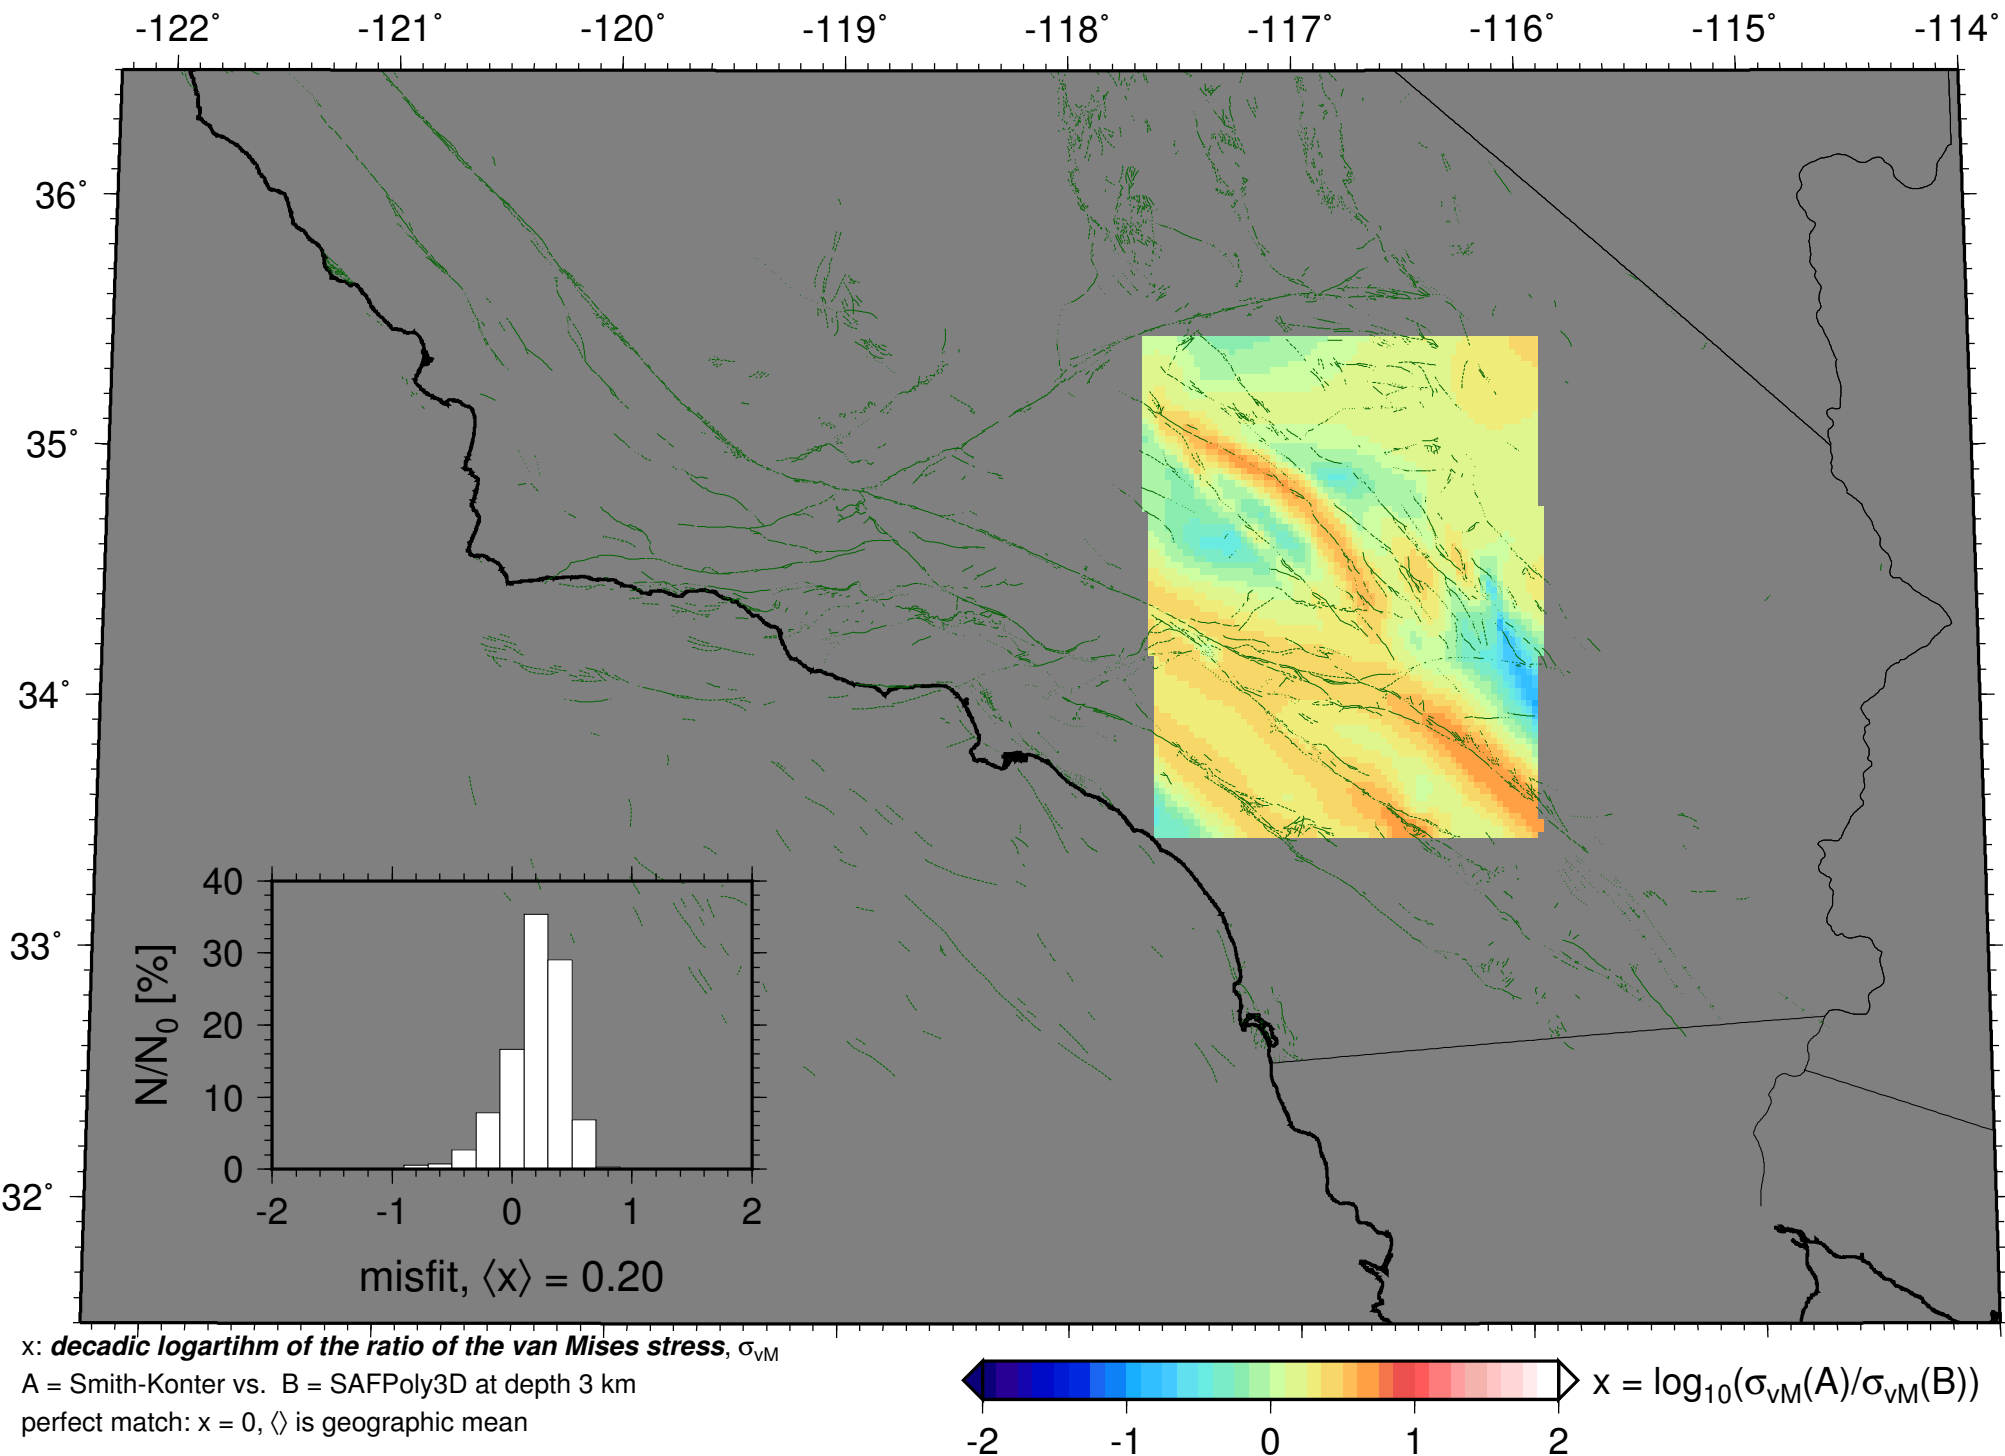 -122˚ -121˚ -120˚ -119˚ -118˚ -117˚ -116˚ -115˚ -114˚
36˚
35˚
34˚
33˚
32˚
40
30
20
10
0
N/N0 [%]
-2 -1 0 1 2
misfit, ⟨x⟩ = 0.20
x: decadic logartihm of the ratio of the van Mises stress, σvM
A = Smith-Konter vs. B = SAFPoly3D at depth 3 km
perfect match: x = 0, ⟨⟩ is geographic mean
x = log10(σvM(A)/σvM(B))
-2 -1 0 1 2